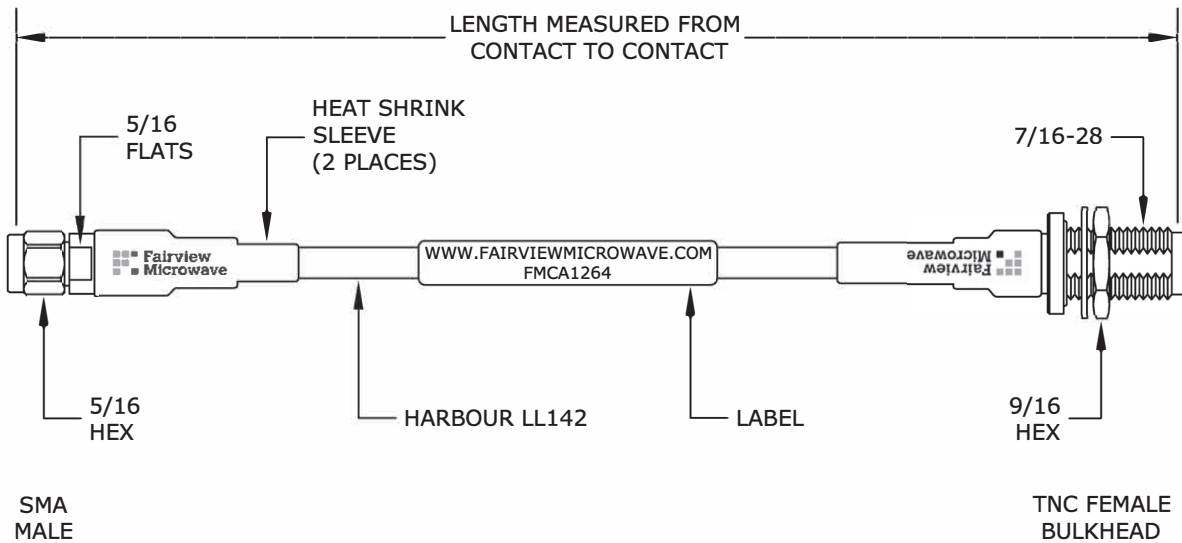 LENGTH MEASURED FROM
CONTACT TO CONTACT
5/16
FLATS
HEAT SHRINK
SLEEVE
(2 PLACES)
7/16-28
Fairview
Microwave
WWW.FAIRVIEWMICROWAVE.COM
FMCA1264
Fairview
Microwave
5/16
HEX
HARBOUR LL142
LABEL
9/16
HEX
SMA
MALE
TNC FEMALE
BULKHEAD